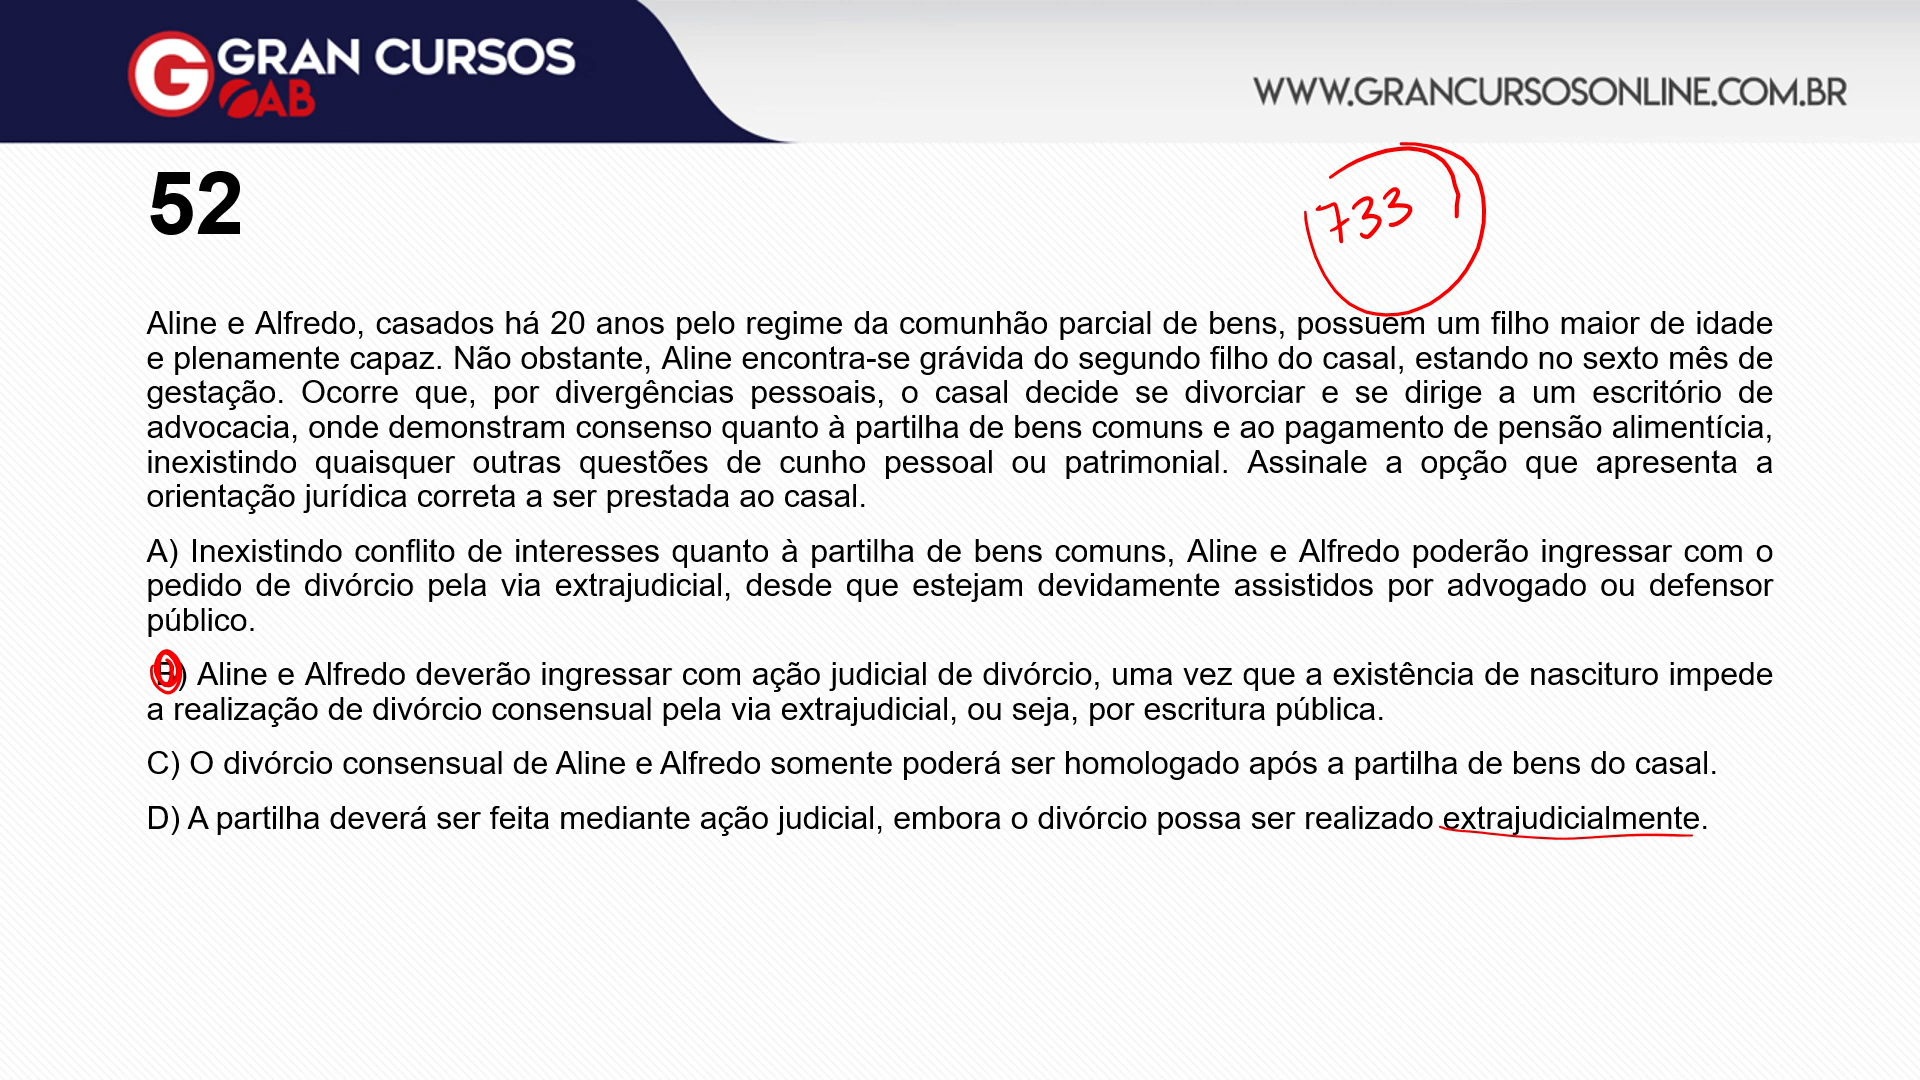 GRAN CURSOS
OAB
WWW.GRANCURSOSONLINE.COM.BR
52
733
Aline e Alfredo, casados há 20 anos pelo regime da comunhão parcial de bens, possuem um filho maior de idade
e plenamente capaz. Não obstante, Aline encontra-se grávida do segundo filho do casal, estando no sexto mês de
gestação. Ocorre que, por divergências pessoais, o casal decide se divorciar e se dirige a um escritório de
advocacia, onde demonstram consenso quanto à partilha de bens comuns e ao pagamento de pensão alimentícia,
inexistindo quaisquer outras questões de cunho pessoal ou patrimonial. Assinale a opção que apresenta a
orientação jurídica correta a ser prestada ao casal.
A) Inexistindo conflito de interesses quanto à partilha de bens comuns, Aline e Alfredo poderão ingressar com o
pedido de divórcio pela via extrajudicial, desde que estejam devidamente assistidos por advogado ou defensor
público.
B) Aline e Alfredo deverão ingressar com ação judicial de divórcio, uma vez que a existência de nascituro impede
a realização de divórcio consensual pela via extrajudicial, ou seja, por escritura pública.
C) O divórcio consensual de Aline e Alfredo somente poderá ser homologado após a partilha de bens do casal.
D) A partilha deverá ser feita mediante ação judicial, embora o divórcio possa ser realizado extrajudicialmente.